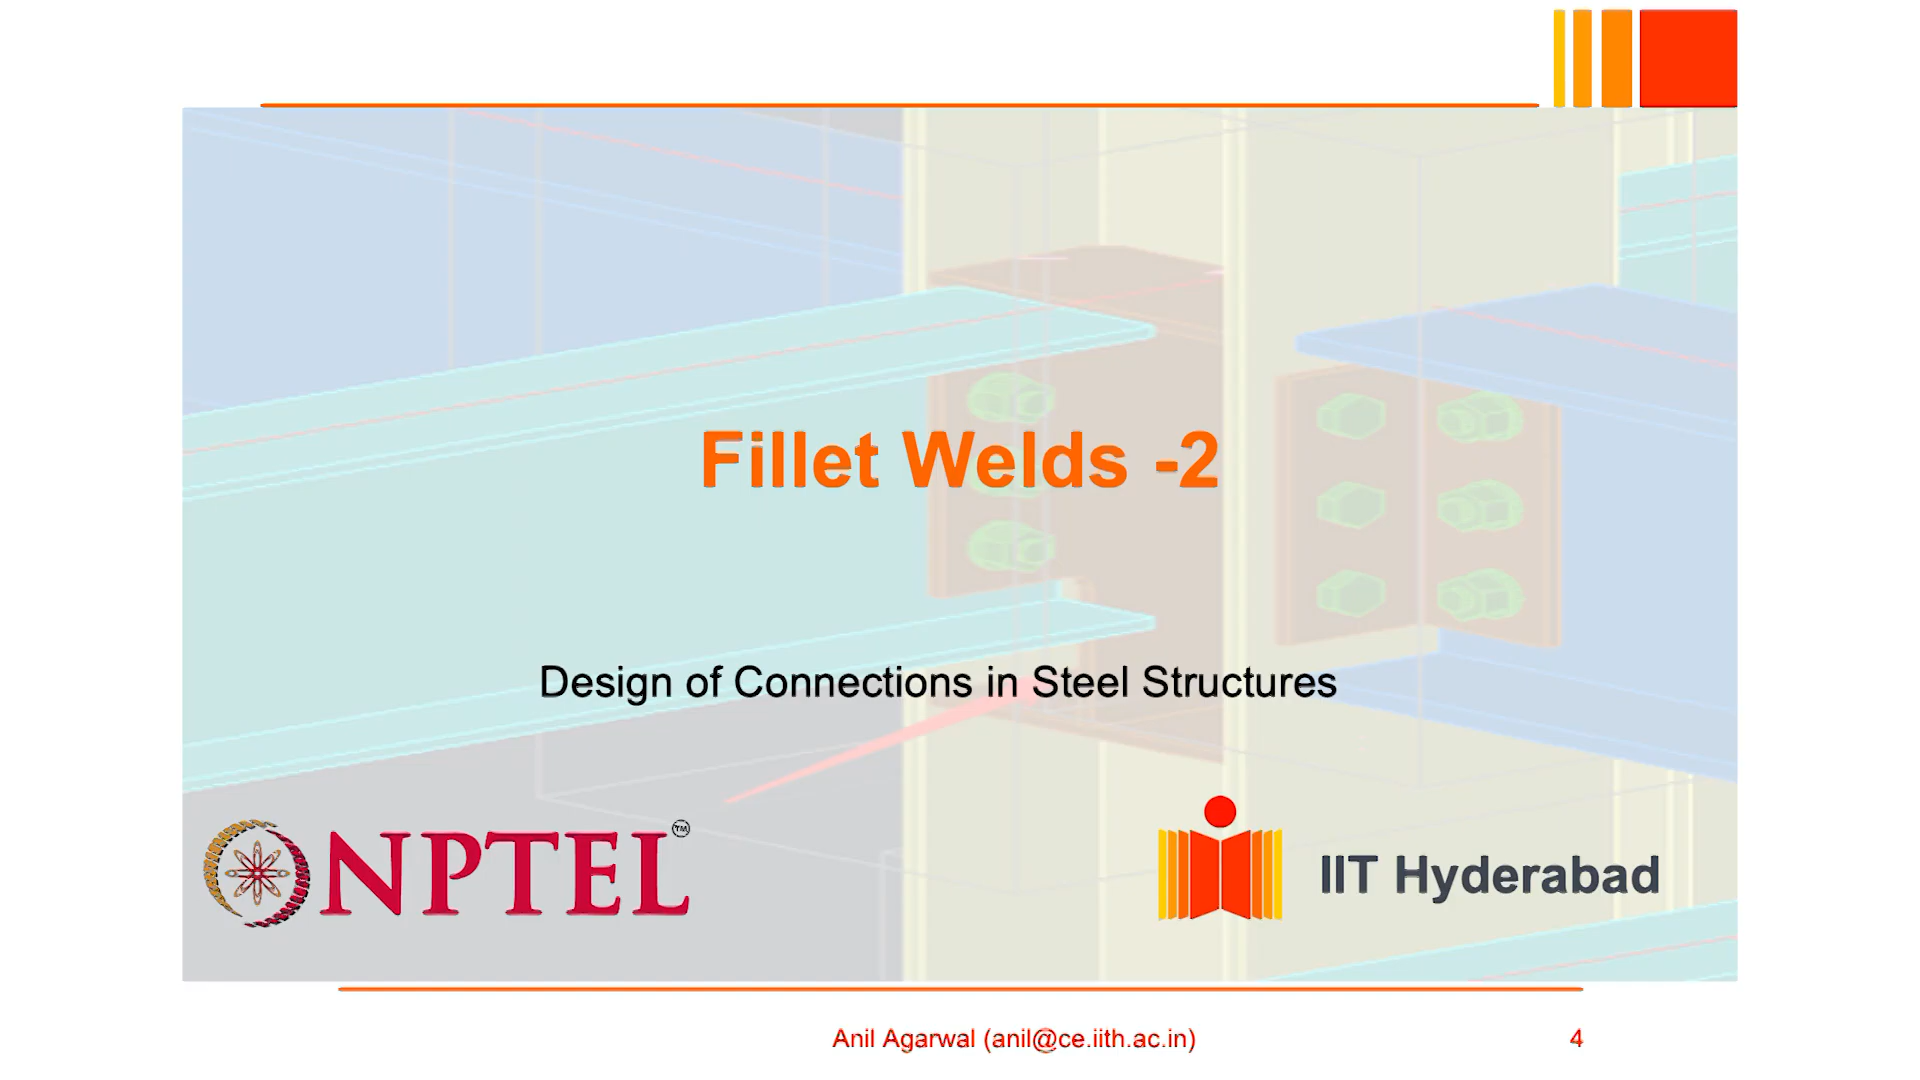 Fillet Welds -2
Design of Connections in Steel Structures
NPTEL™
IIT Hyderabad
Anil Agarwal (anil@ce.iith.ac.in)
4